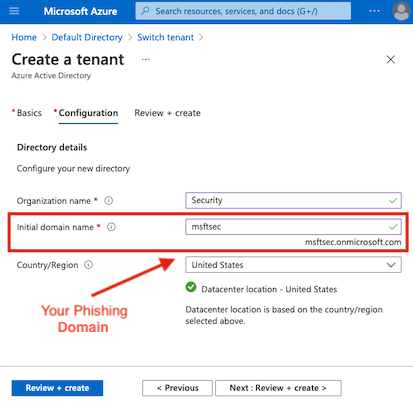 Microsoft Azure
Search resources, services, and docs (G+/)
...
Home > Default Directory > Switch tenant >
Create a tenant ...
Azure Active Directory
* Basics * Configuration Review + create
Directory details
Configure your new directory
Organization name *
Security
Initial domain name *
msftsec
msftsec.onmicrosoft.com
Country/Region
United States
Datacenter location - United States
Datacenter location is based on the country/region
selected above.
Your Phishing
Domain
Review + create
< Previous
Next : Review + create >